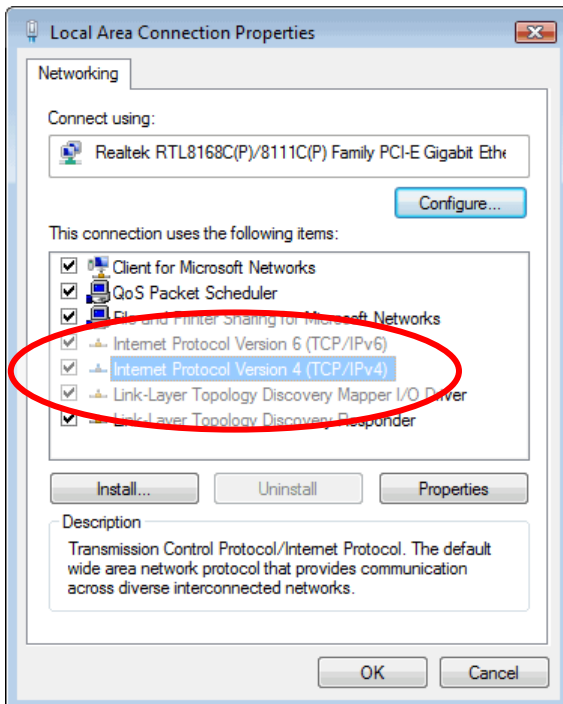 Local Area Connection Properties
Networking
Connect using:
Realtek RTL8168C(P)/8111C(P) Family PCI-E Gigabit Ethe
Configure...
This connection uses the following items:
Client for Microsoft Networks
QoS Packet Scheduler
File and Printer Sharing for Microsoft Networks
Internet Protocol Version 6 (TCP/IPv6)
Internet Protocol Version 4 (TCP/IPv4)
Link-Layer Topology Discovery Mapper I/O Driver
Link-Layer Topology Discovery Responder
Install... Uninstall Properties
Description
Transmission Control Protocol/Internet Protocol. The default
wide area network protocol that provides communication
across diverse interconnected networks.
OK Cancel